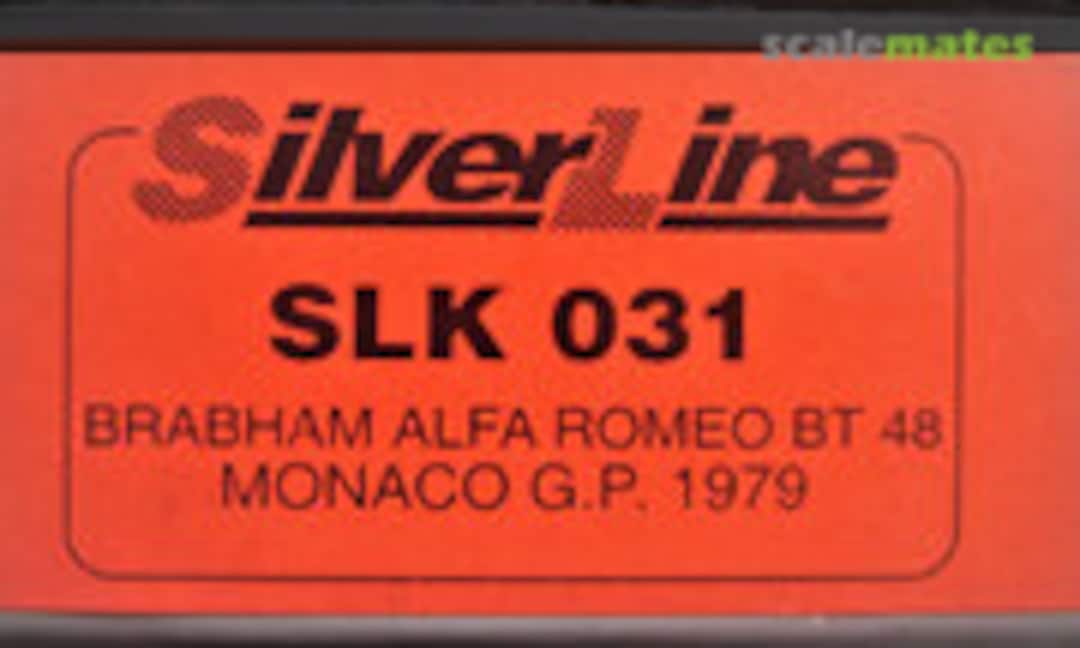 scalemates
SilverLine
SLK 031
BRABHAM ALFA ROMEO BT 48
MONACO G.P. 1979